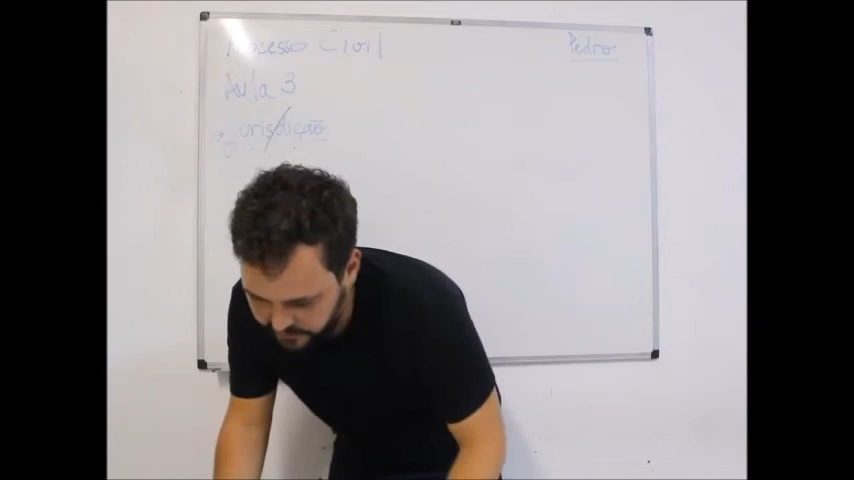 Processo Civil
Pedro
Aula 3
→ Jurisdição